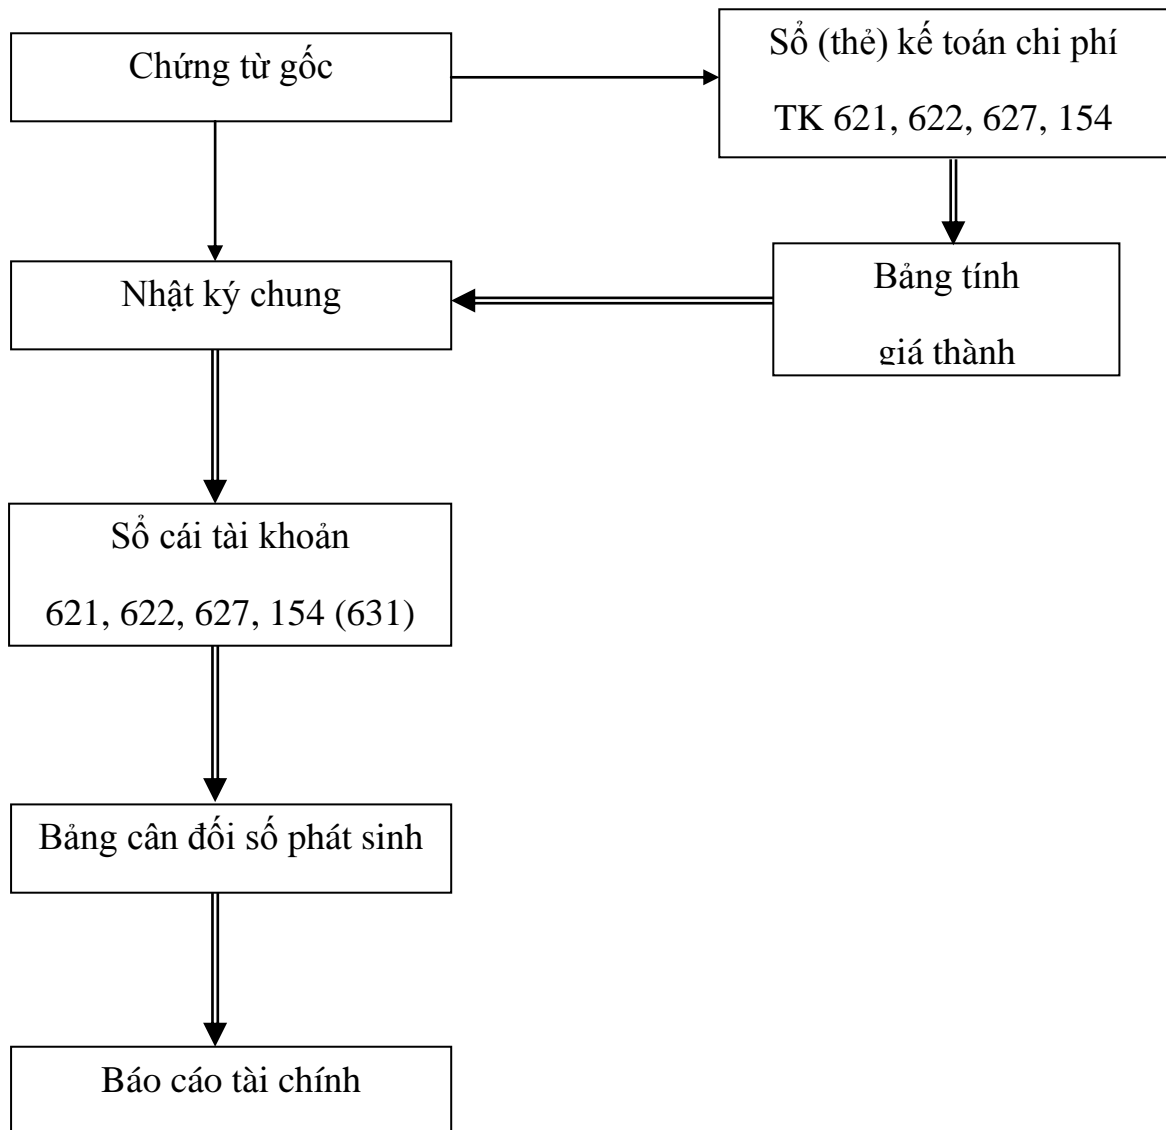 Chứng từ gốc
Sổ (thẻ) kế toán chi phí
TK 621, 622, 627, 154
Nhật ký chung
Bảng tính
giá thành
Sổ cái tài khoản
621, 622, 627, 154 (631)
Bảng cân đối số phát sinh
Báo cáo tài chính